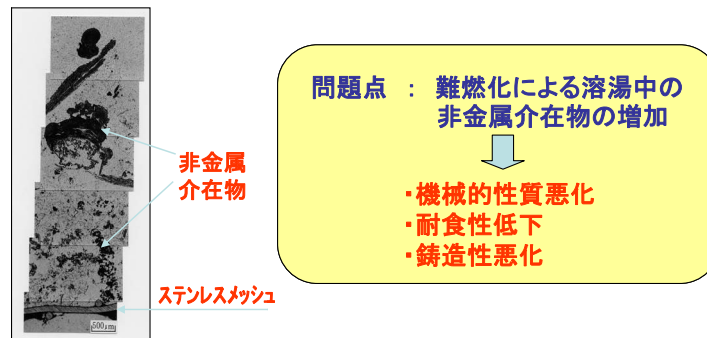 問題点 ： 難燃化による溶湯中の
非金属介在物の増加
・機械的性質悪化
・耐食性低下
・鋳造性悪化
非金属
介在物
ステンレスメッシュ
500μm